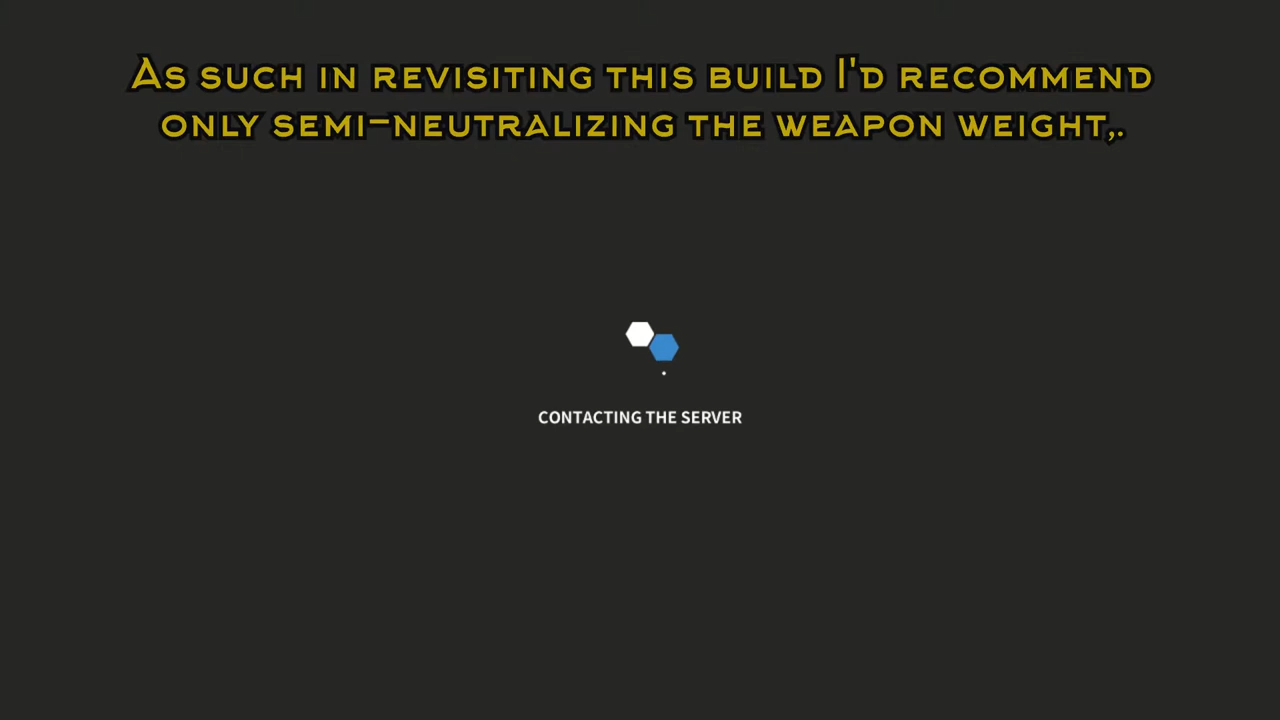 As such in revisiting this build I'd recommend
only semi-neutralizing the weapon weight,.
CONTACTING THE SERVER